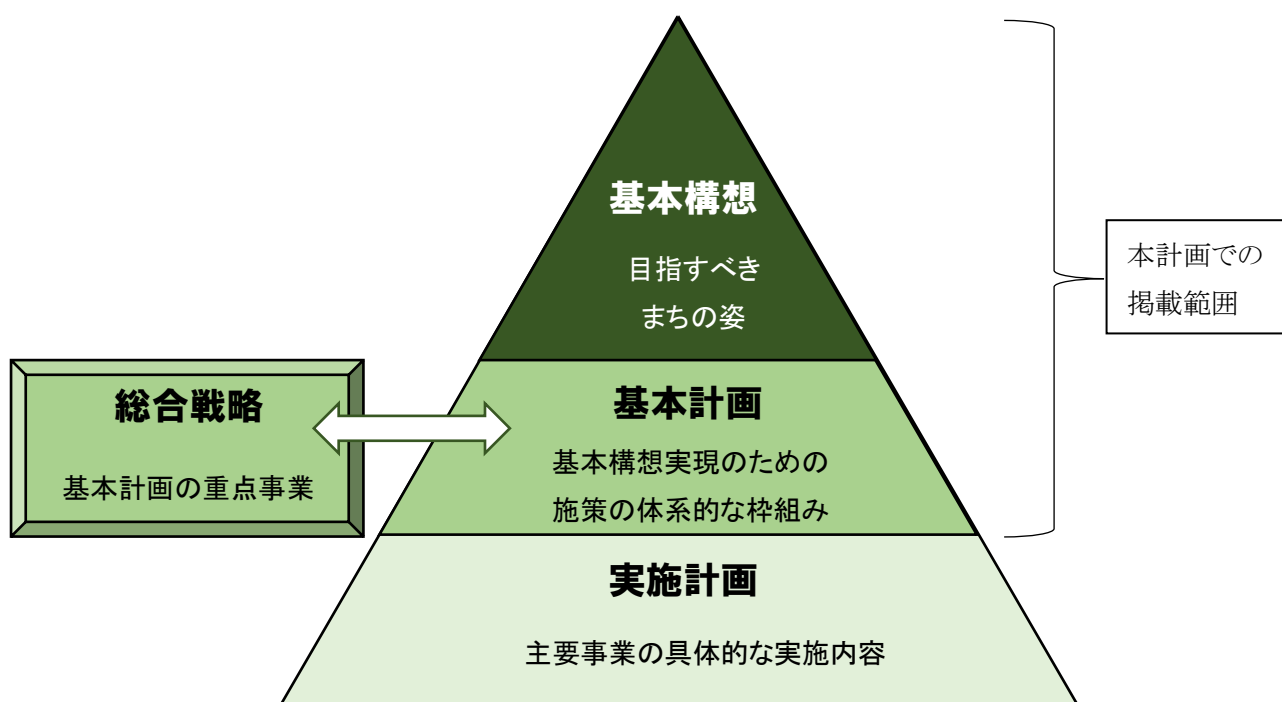 基本構想
目指すべき
まちの姿
本計画での
掲載範囲
総合戦略
基本計画の重点事業
基本計画
基本構想実現のための
施策の体系的な枠組み
実施計画
主要事業の具体的な実施内容